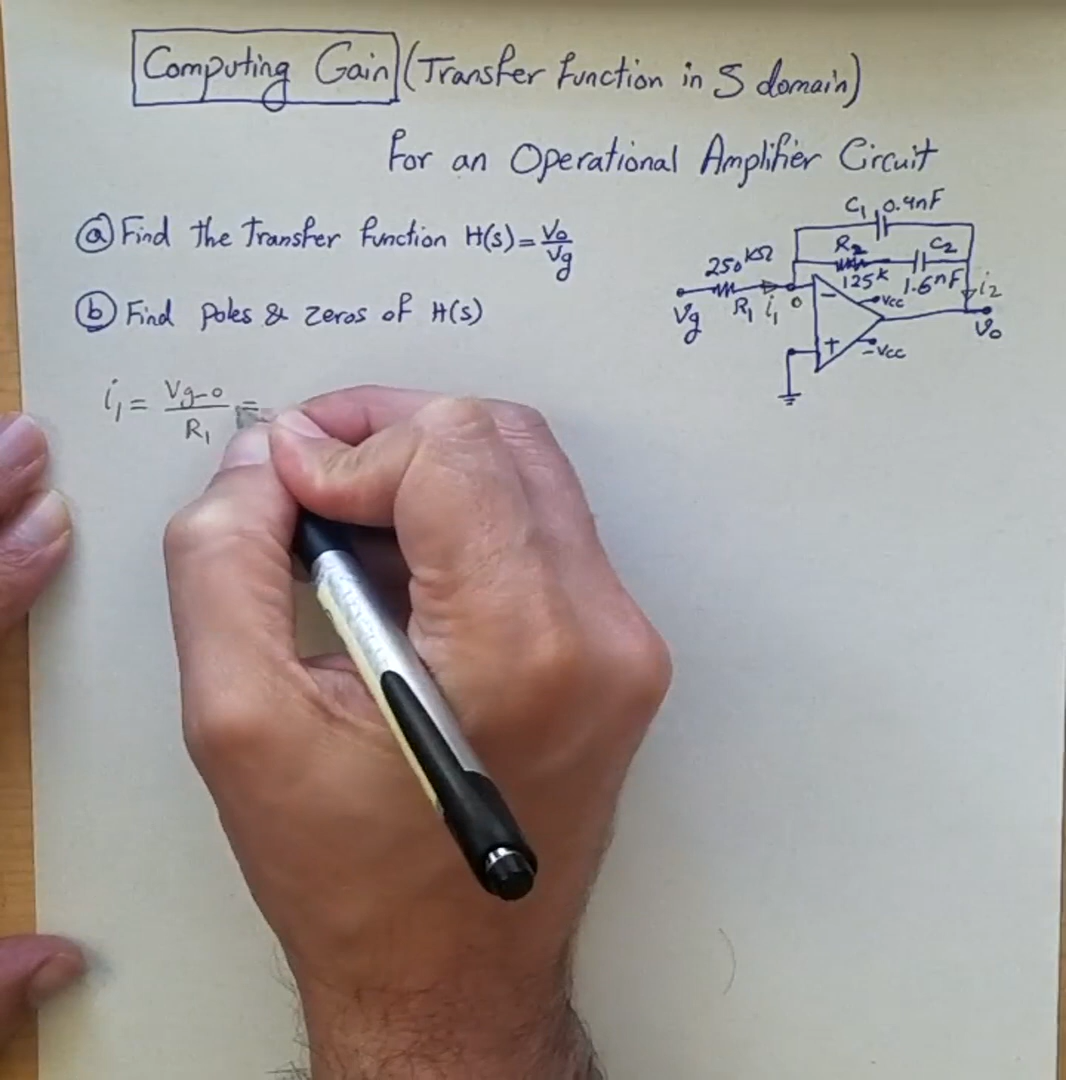 Computing Gain (Transfer function in S domain)
For an Operational Amplifier Circuit
ⓐ Find the Transfer function H(s)=Vo/Vg
ⓑ Find poles & zeros of H(s)
C₁ 0.4nF
R₂ C₂
250kΩ 125k 1.6nF i₂
Vg R₁ i₁ 0 − Vcc Vo
+ −Vcc
i₁ = Vg-0/R₁ =